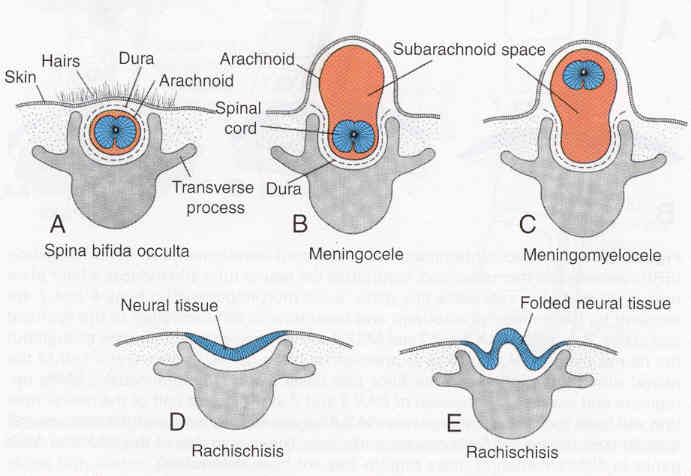 Skin
Hairs
Dura
Arachnoid
Transverse
process
A
Spina bifida occulta
Arachnoid
Subarachnoid space
Spinal
cord
Dura
B
Meningocele
C
Meningomyelocele
Neural tissue
D
Rachischisis
Folded neural tissue
E
Rachischisis